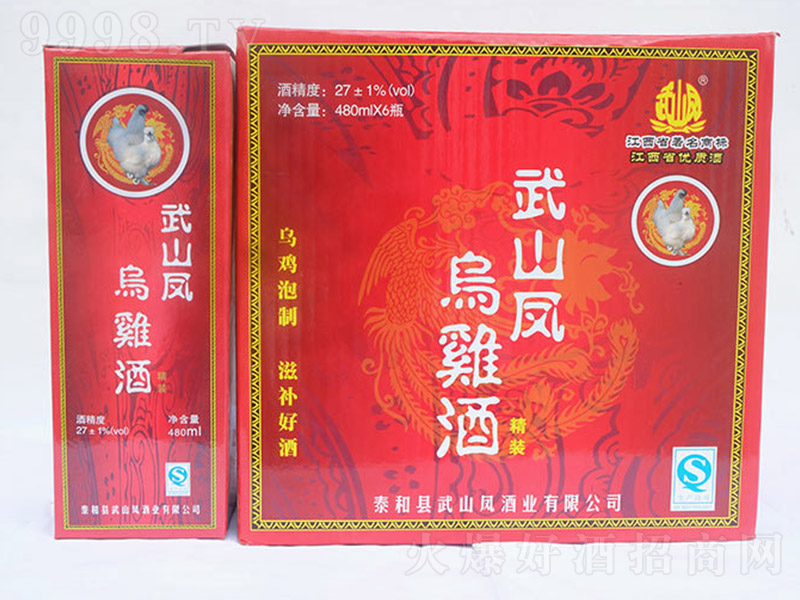 9998.TV
武山凤
烏雞酒
精装
酒精度
27±1%(vol)
净含量
480ml
泰和县武山凤酒业有限公司
酒精度：27±1%(vol)
净含量：480mlX6瓶
武山凤
®
江西省著名商标
江西省优质酒
乌鸡泡制 滋补好酒
武山凤
烏雞酒
精装
泰和县武山凤酒业有限公司
火爆好酒招商网